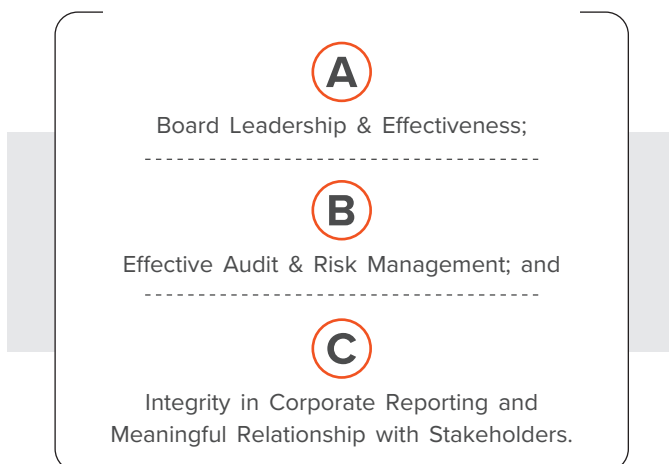 A
Board Leadership & Effectiveness;
B
Effective Audit & Risk Management; and
C
Integrity in Corporate Reporting and
Meaningful Relationship with Stakeholders.